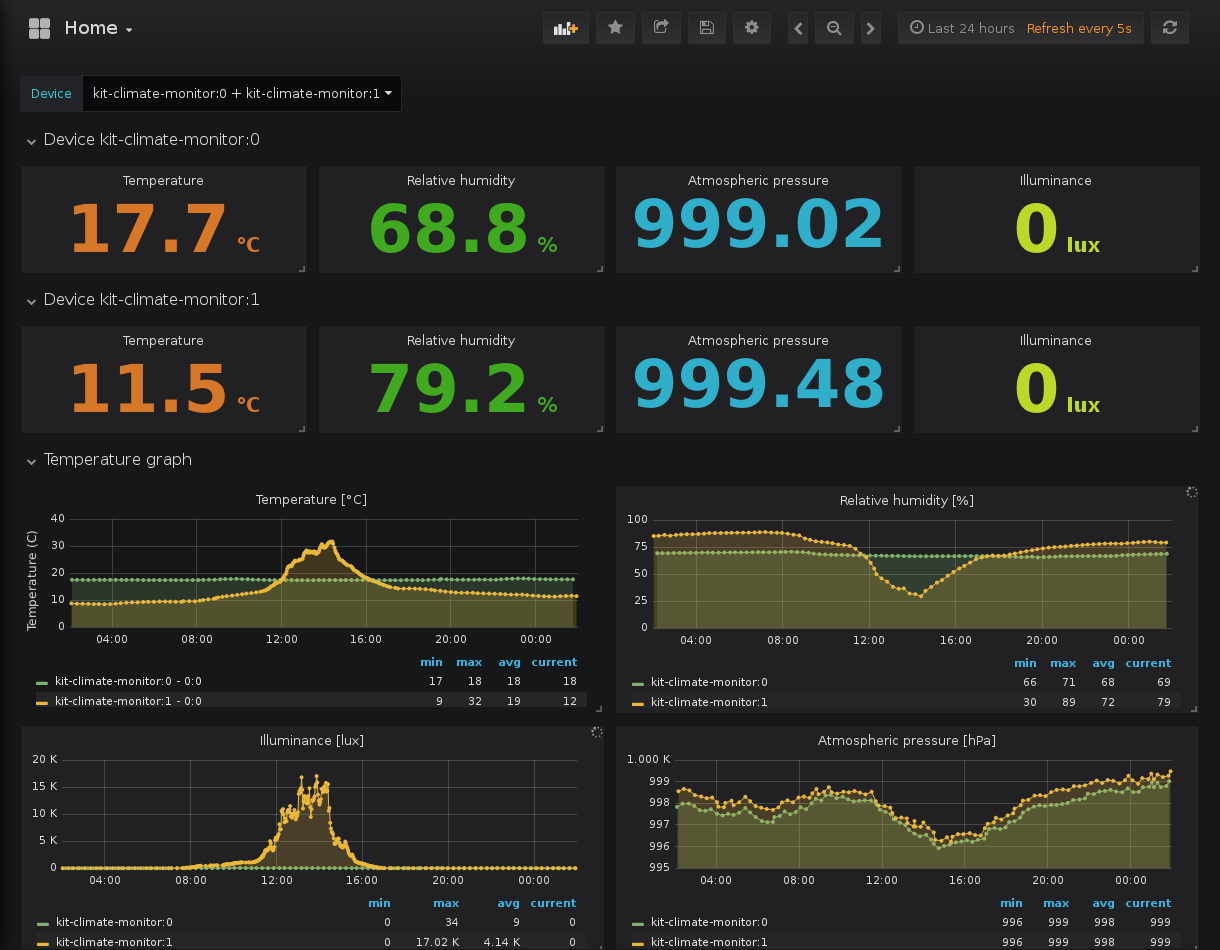 Home
Last 24 hours Refresh every 5s
Device kit-climate-monitor:0 + kit-climate-monitor:1
Device kit-climate-monitor:0
Temperature Relative humidity Atmospheric pressure Illuminance
17.7 °C 68.8 % 999.02 0 lux
Device kit-climate-monitor:1
Temperature Relative humidity Atmospheric pressure Illuminance
11.5 °C 79.2 % 999.48 0 lux
Temperature graph
Temperature [°C]
Temperature (C)
40
30
20
10
0
04:00 08:00 12:00 16:00 20:00 00:00
min max avg current
kit-climate-monitor:0 - 0:0 17 18 18 18
kit-climate-monitor:1 - 0:0 9 32 19 12
Relative humidity [%]
100
75
50
25
0
04:00 08:00 12:00 16:00 20:00 00:00
min max avg current
kit-climate-monitor:0 66 71 68 69
kit-climate-monitor:1 30 89 72 79
Illuminance [lux]
20 K
15 K
10 K
5 K
0
04:00 08:00 12:00 16:00 20:00 00:00
min max avg current
kit-climate-monitor:0 0 34 9 0
kit-climate-monitor:1 0 17.02 K 4.14 K 0
Atmospheric pressure [hPa]
1.000 K
999
998
997
996
995
04:00 08:00 12:00 16:00 20:00 00:00
min max avg current
kit-climate-monitor:0 996 999 998 999
kit-climate-monitor:1 996 999 998 999